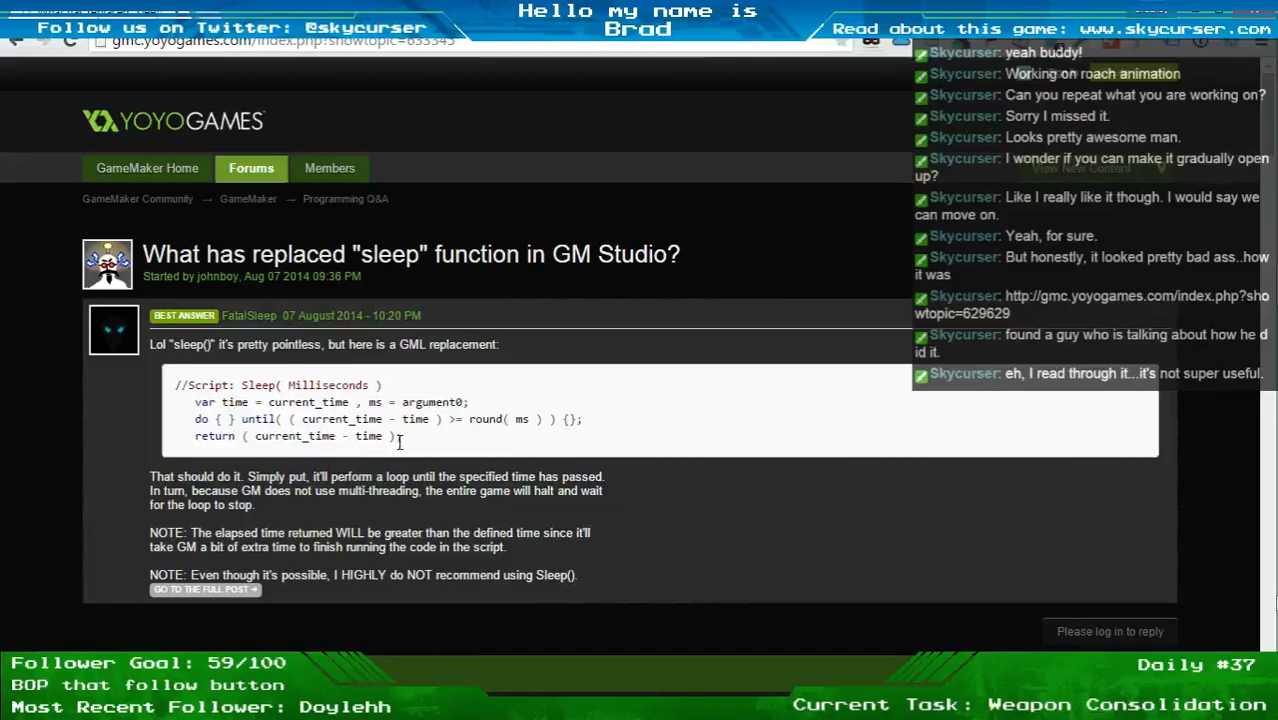 Follow us on Twitter: @skycurser
Hello my name is
Brad
Read about this game: www.skycurser.com
gmc.yoyogames.com/index.php?showtopic=633345
YOYOGAMES
GameMaker Home
Forums
Members
View New Content
GameMaker Community → GameMaker → Programming Q&A
What has replaced "sleep" function in GM Studio?
Started by johnboy, Aug 07 2014 09:36 PM
BEST ANSWER FatalSleep 07 August 2014 - 10:20 PM
Lol "sleep()" it's pretty pointless, but here is a GML replacement:
//Script: Sleep( Milliseconds )
var time = current_time , ms = argument0;
do { } until( ( current_time - time ) >= round( ms ) ) {};
return ( current_time - time );
That should do it. Simply put, it'll perform a loop until the specified time has passed.
In turn, because GM does not use multi-threading, the entire game will halt and wait
for the loop to stop.
NOTE: The elapsed time returned WILL be greater than the defined time since it'll
take GM a bit of extra time to finish running the code in the script.
NOTE: Even though it's possible, I HIGHLY do NOT recommend using Sleep().
GO TO THE FULL POST →
Please log in to reply
Skycurser: yeah buddy!
Skycurser: Working on roach animation
Skycurser: Can you repeat what you are working on?
Skycurser: Sorry I missed it.
Skycurser: Looks pretty awesome man.
Skycurser: I wonder if you can make it gradually open
up?
Skycurser: Like I really like it though. I would say we
can move on.
Skycurser: Yeah, for sure.
Skycurser: But honestly, it looked pretty bad ass..how
it was
Skycurser: http://gmc.yoyogames.com/index.php?sho
wtopic=629629
Skycurser: found a guy who is talking about how he d
id it.
Skycurser: eh, I read through it...it's not super useful.
Follower Goal: 59/100
BOP that follow button
Most Recent Follower: Doylehh
Daily #37
Current Task: Weapon Consolidation